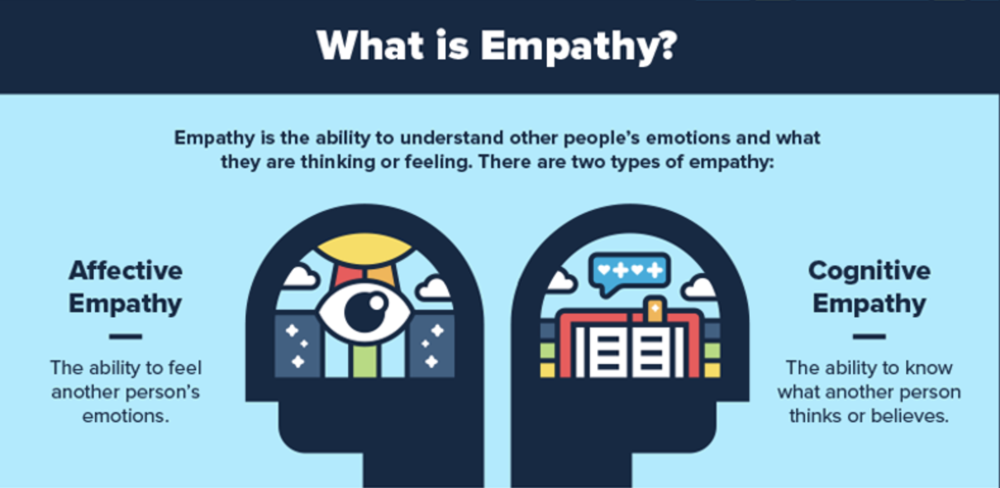 What is Empathy?
Empathy is the ability to understand other people's emotions and what
they are thinking or feeling. There are two types of empathy:
Affective
Empathy
The ability to feel
another person's
emotions.
Cognitive
Empathy
The ability to know
what another person
thinks or believes.